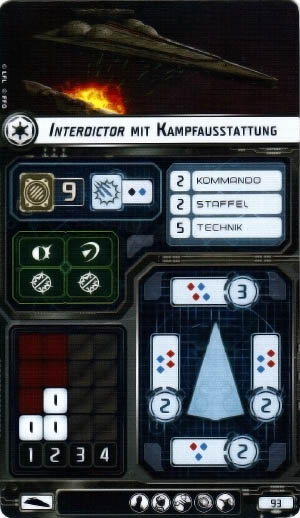 © LFL © FFG
INTERDICTOR MIT KAMPFAUSSTATTUNG
9
2 KOMMANDO
2 STAFFEL
5 TECHNIK
3
2
2
2
1
1 1
1 2 3 4
93